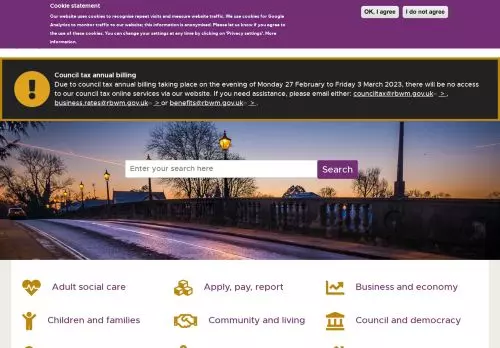 Cookie statement
OK, I agree
I do not agree
Our website uses cookies to recognise repeat visits and measure website traffic. We use cookies for Google
Analytics to monitor traffic to our website; this information is anonymised. Please let us know if you agree to
the use of these cookies. You can change your settings at any time by clicking on 'Privacy settings'. More
information.
Council tax annual billing
Due to council tax annual billing taking place on the evening of Monday 27 February to Friday 3 March 2023, there will be no access
to our council tax online services via our website. If you need assistance, please email either: counciltax@rbwm.gov.uk > ,
business.rates@rbwm.gov.uk > or benefits@rbwm.gov.uk > .
Enter your search here
Search
Adult social care
Apply, pay, report
Business and economy
Children and families
Community and living
Council and democracy